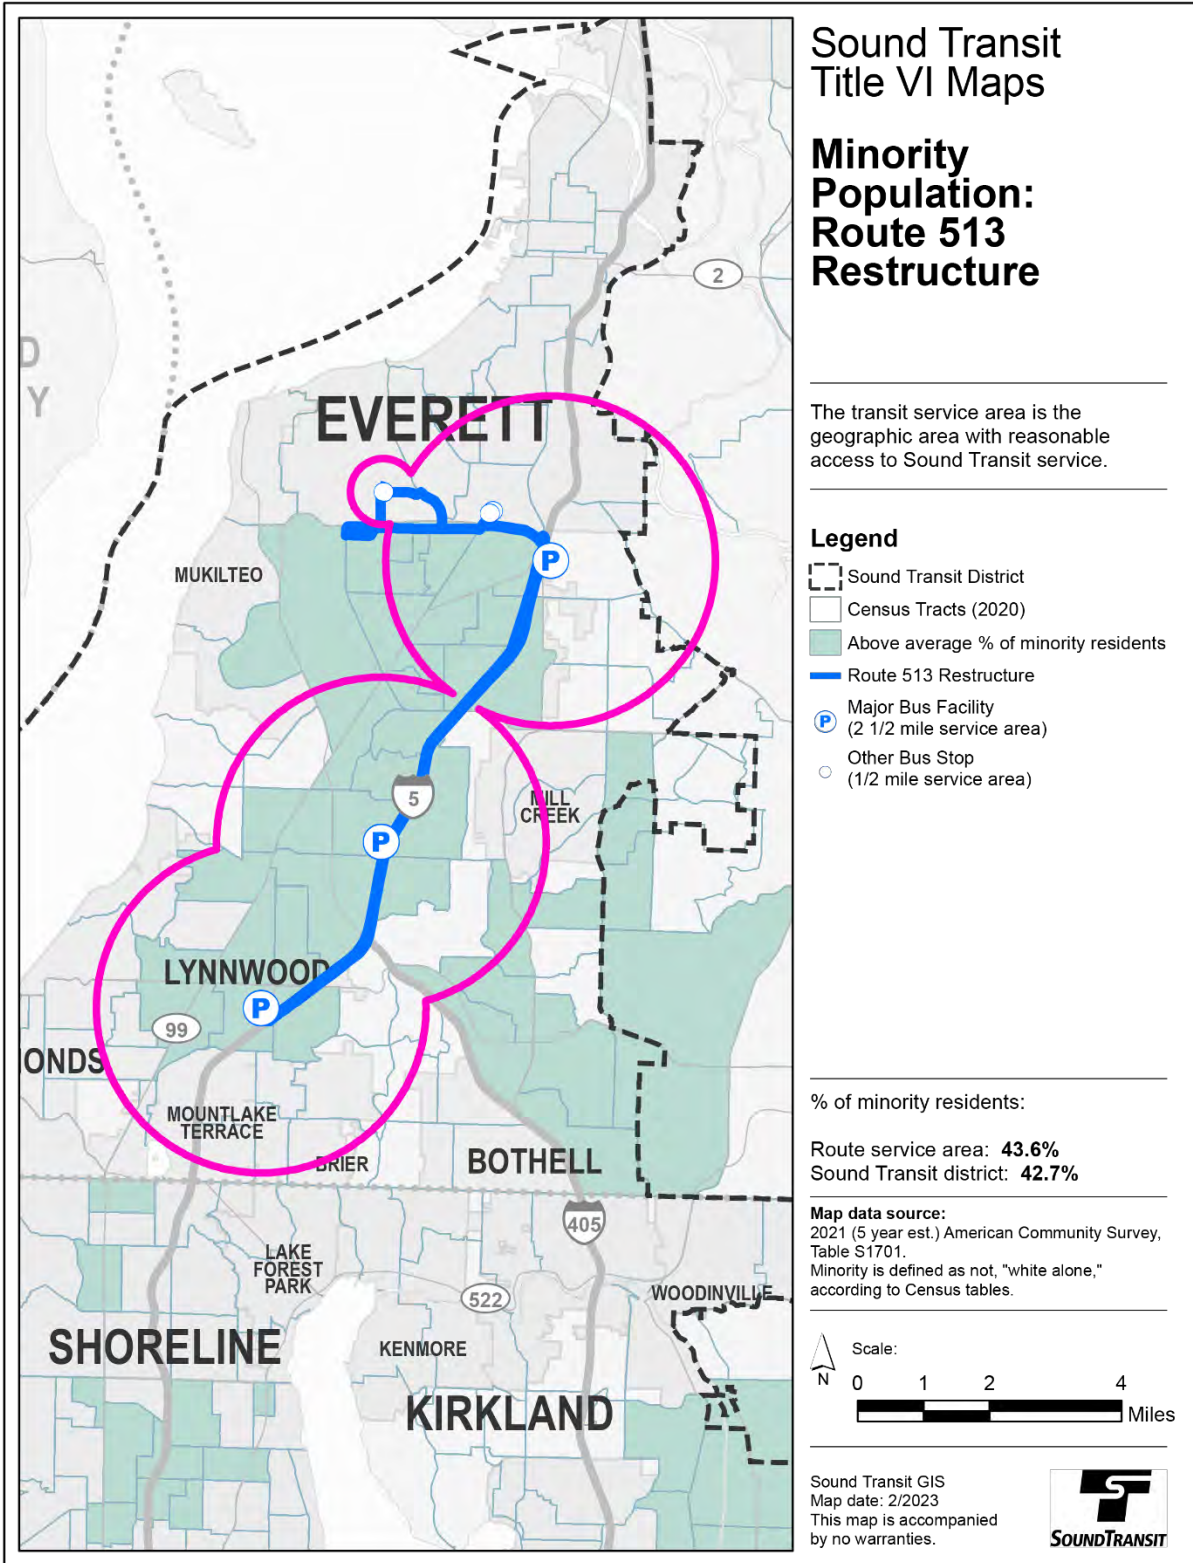 Sound Transit
Title VI Maps
Minority
Population:
Route 513
Restructure
The transit service area is the
geographic area with reasonable
access to Sound Transit service.
Legend
Sound Transit District
Census Tracts (2020)
Above average % of minority residents
Route 513 Restructure
P
Major Bus Facility
(2 1/2 mile service area)
Other Bus Stop
(1/2 mile service area)
% of minority residents:
Route service area: 43.6%
Sound Transit district: 42.7%
Map data source:
2021 (5 year est.) American Community Survey,
Table S1701.
Minority is defined as not, "white alone,"
according to Census tables.
Scale:
N
0 1 2 4
Miles
Sound Transit GIS
Map date: 2/2023
This map is accompanied
by no warranties.
SOUNDTRANSIT
2
D
Y
EVERETT
P
MUKILTEO
5
MILL
CREEK
P
LYNNWOOD
P
99
ONDS
MOUNTLAKE
TERRACE
BRIER
BOTHELL
405
LAKE
FOREST
PARK
522
WOODINVILLE
SHORELINE
KENMORE
KIRKLAND